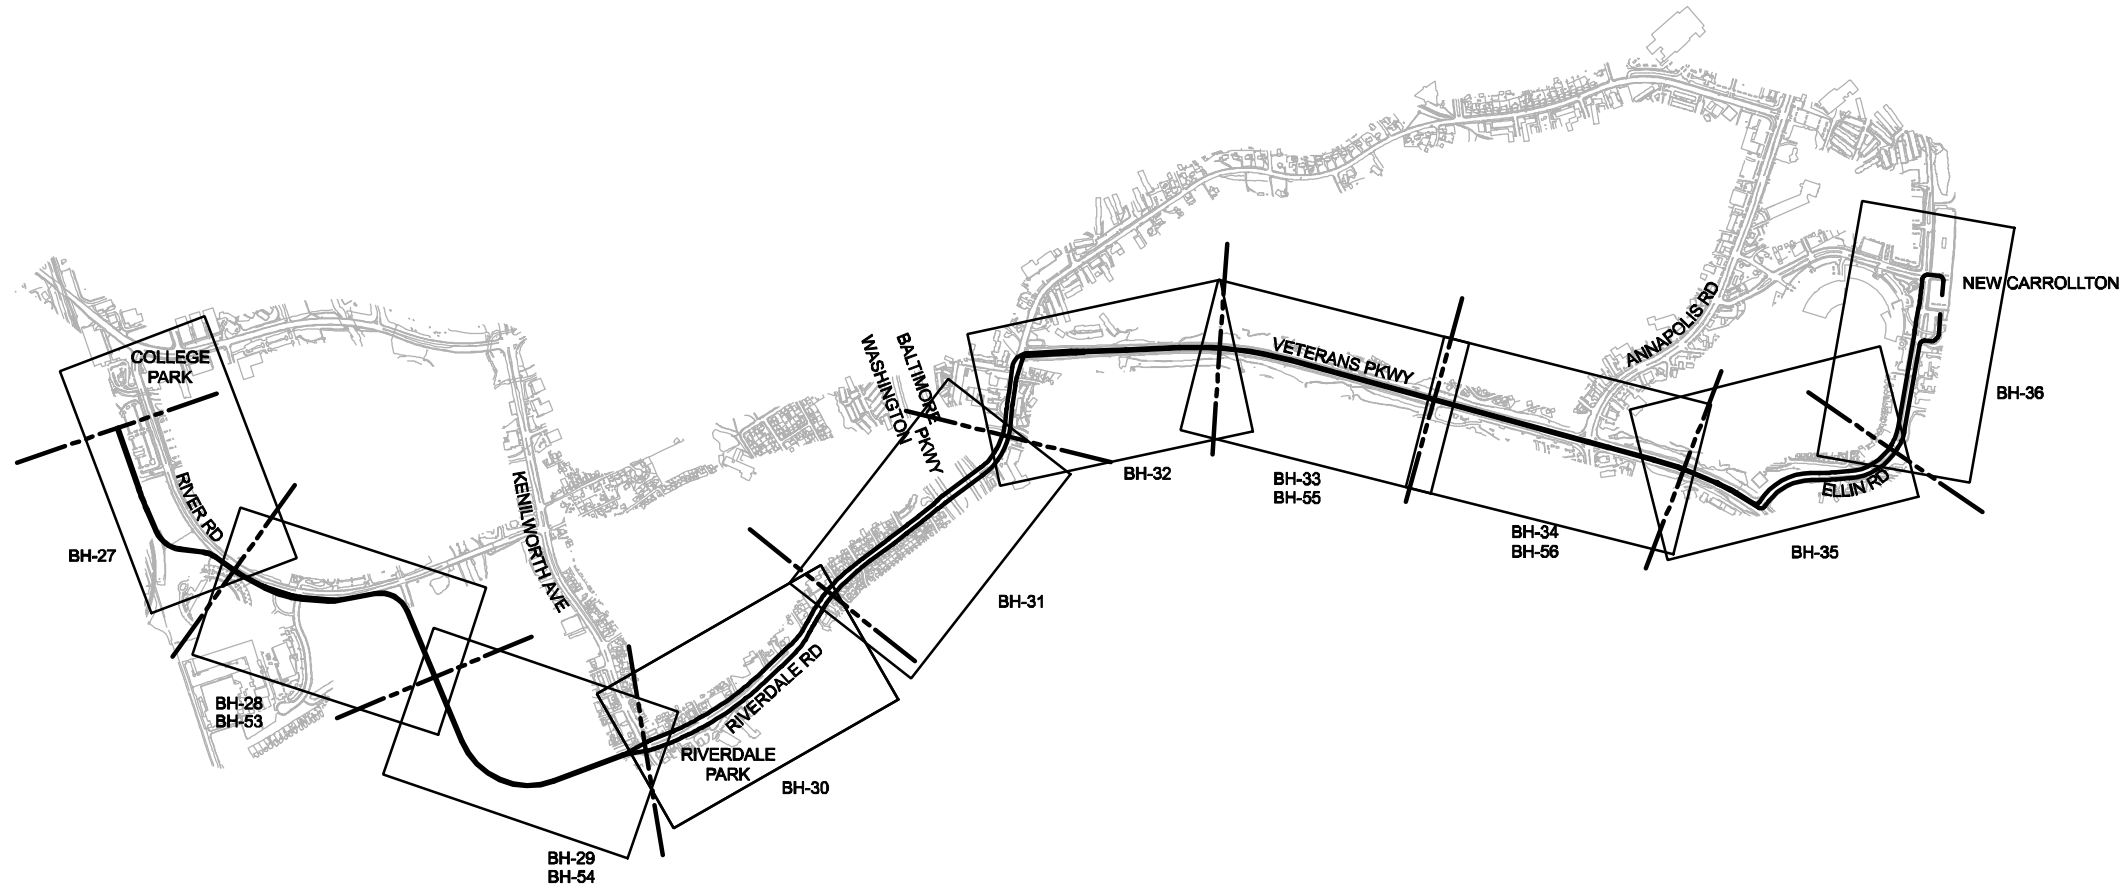 COLLEGE
PARK
RIVER RD
BH-27
BH-28
BH-53
KENILWORTH AVE
BH-29
BH-54
RIVERDALE RD
RIVERDALE
PARK
BH-30
BALTIMORE
WASHINGTON PKWY
BH-31
BH-32
VETERANS PKWY
BH-33
BH-55
ANNAPOLIS RD
BH-34
BH-56
ELLIN RD
BH-35
NEW CARROLLTON
BH-36